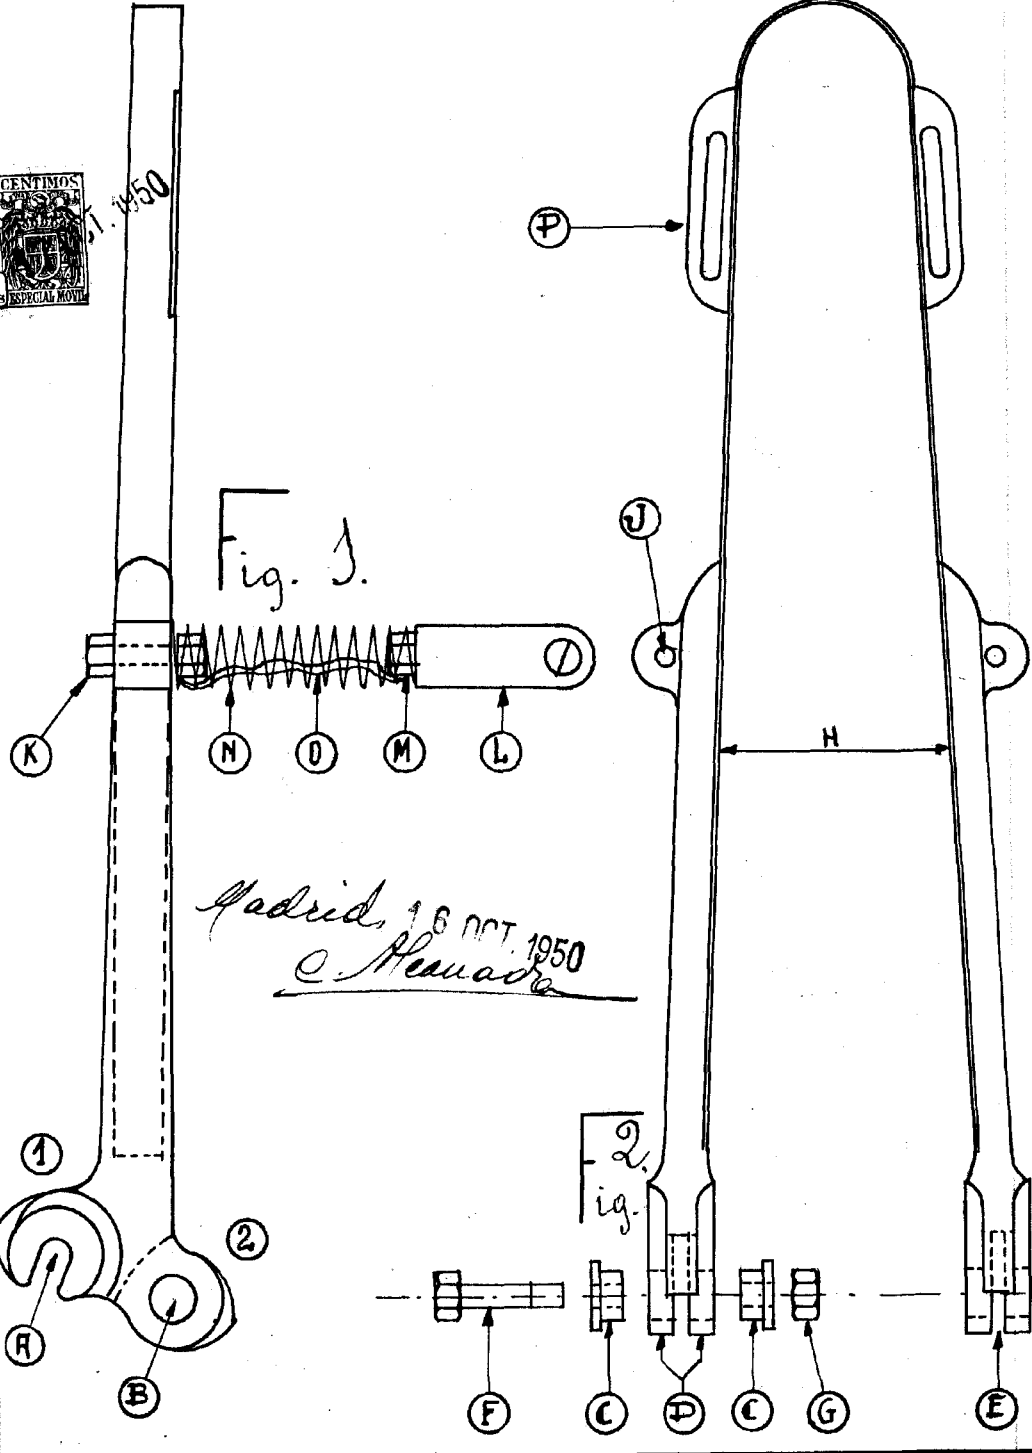 CENTIMOS
ESPECIAL MOVIL
1950
P
Fig. 1.
J
H
K
N
O
M
L
Madrid, 16 OCT. 1950
1
2
Fig. 2.
A
B
F
C
D
C
G
E